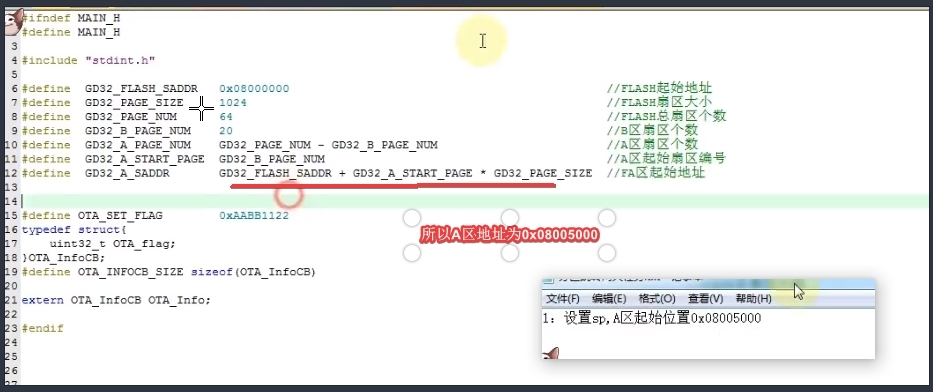 #ifndef MAIN_H
#define MAIN_H
3
4 #include "stdint.h"
5
6 #define GD32_FLASH_SADDR 0x08000000 //FLASH起始地址
7 #define GD32_PAGE_SIZE 1024 //FLASH扇区大小
8 #define GD32_PAGE_NUM 64 //FLASH总扇区个数
9 #define GD32_B_PAGE_NUM 20 //B区扇区个数
10 #define GD32_A_PAGE_NUM GD32_PAGE_NUM - GD32_B_PAGE_NUM //A区扇区个数
11 #define GD32_A_START_PAGE GD32_B_PAGE_NUM //A区起始扇区编号
12 #define GD32_A_SADDR GD32_FLASH_SADDR + GD32_A_START_PAGE * GD32_PAGE_SIZE //FA区起始地址
13
14
15 #define OTA_SET_FLAG 0xAABB1122
16 typedef struct{
17 uint32_t OTA_flag;
18 }OTA_InfoCB;
19 #define OTA_INFOCB_SIZE sizeof(OTA_InfoCB)
20
21 extern OTA_InfoCB OTA_Info;
22
23 #endif
24
25
26
27
所以A区地址为0x08005000
文件(F) 编辑(E) 格式(O) 查看(V) 帮助(H)
1：设置sp,A区起始位置0x08005000